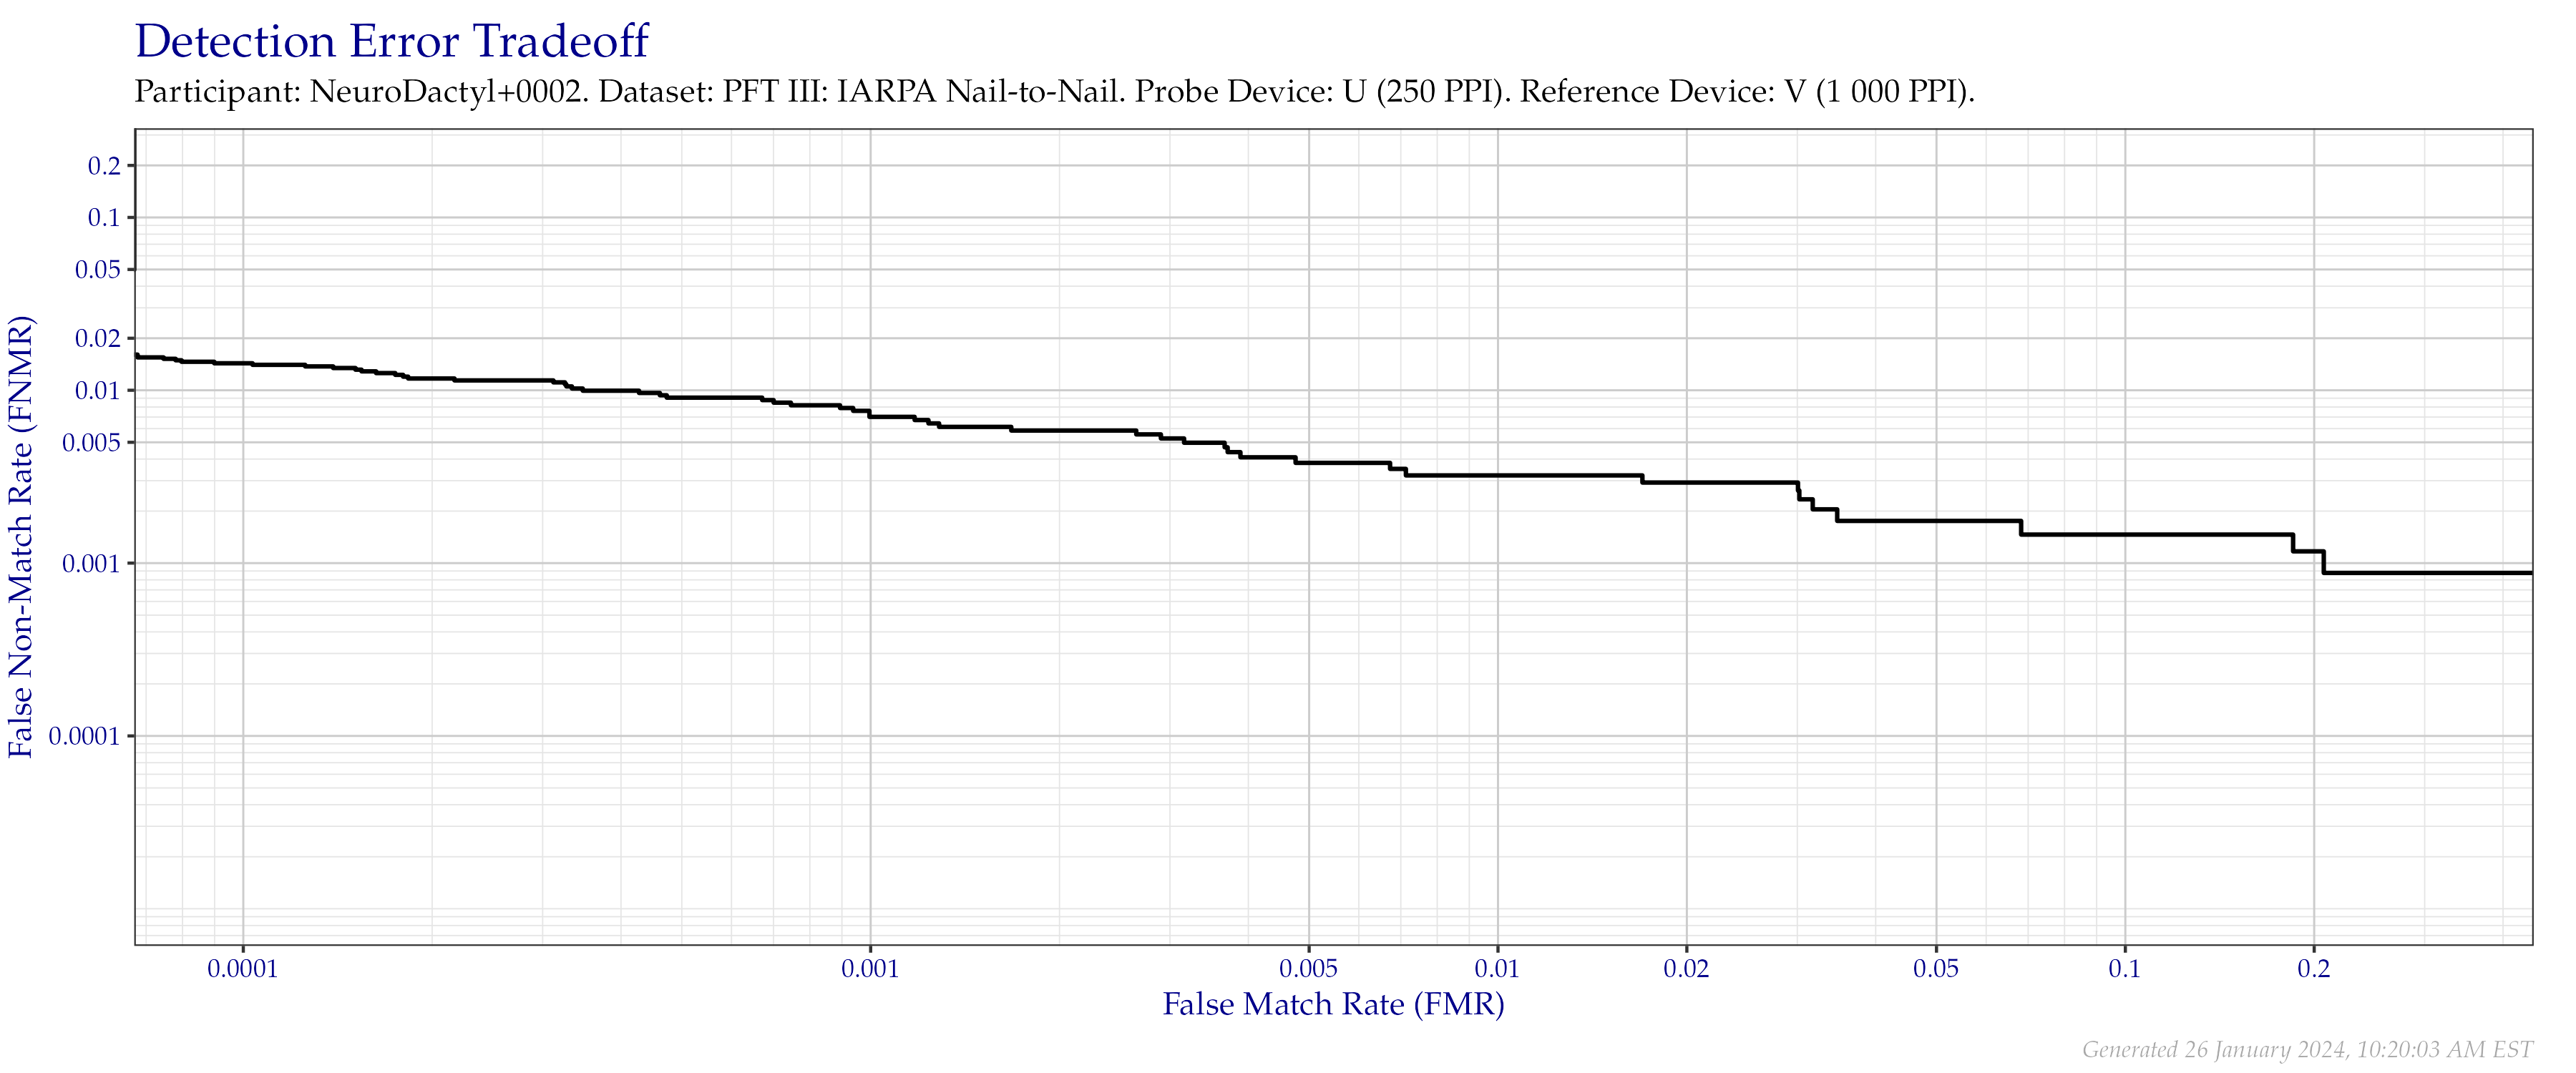 Detection Error Tradeoff
Participant: NeuroDactyl+0002. Dataset: PFT III: IARPA Nail-to-Nail. Probe Device: U (250 PPI). Reference Device: V (1 000 PPI).
False Non-Match Rate (FNMR)
0.2
0.1
0.05
0.02
0.01
0.005
0.001
0.0001
0.0001 0.001 0.005 0.01 0.02 0.05 0.1 0.2
False Match Rate (FMR)
Generated 26 January 2024, 10:20:03 AM EST